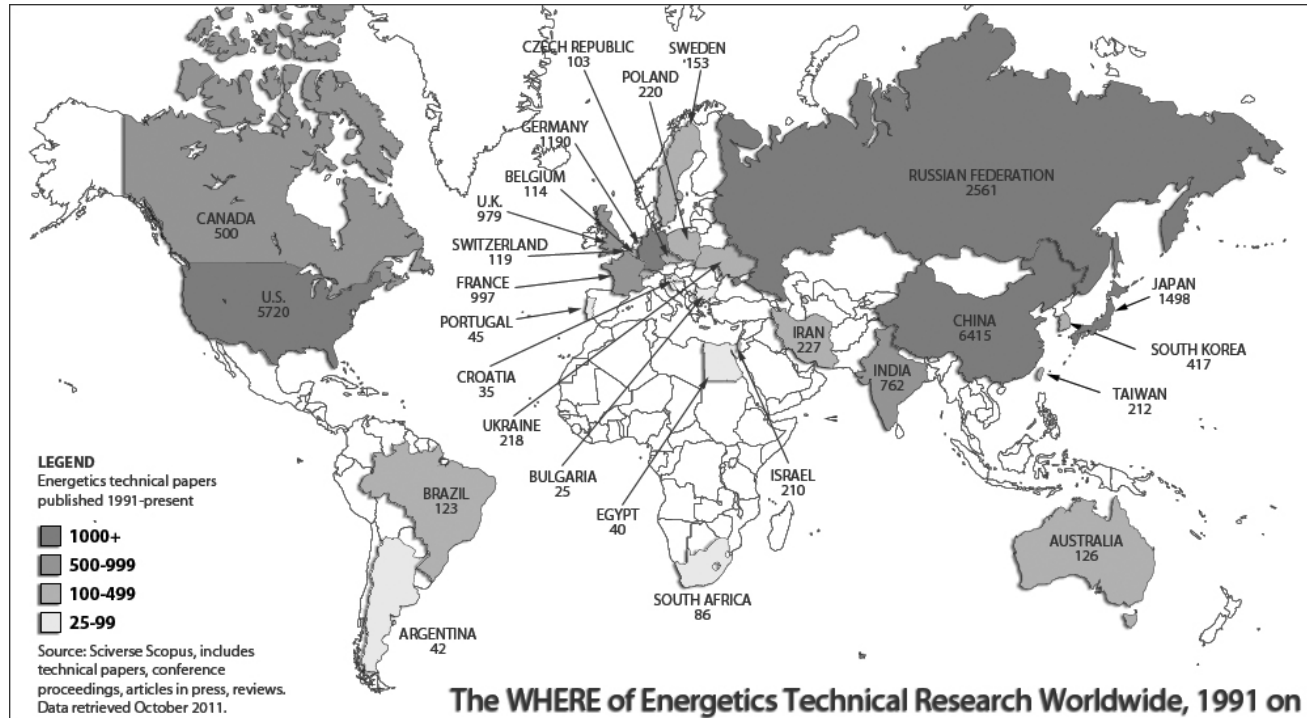 CZECH REPUBLIC
103
SWEDEN
153
POLAND
220
GERMANY
1190
BELGIUM
114
U.K.
979
SWITZERLAND
119
FRANCE
997
PORTUGAL
45
CROATIA
35
UKRAINE
218
BULGARIA
25
EGYPT
40
ISRAEL
210
RUSSIAN FEDERATION
2561
CANADA
500
U.S.
5720
JAPAN
1498
CHINA
6415
IRAN
227
INDIA
762
SOUTH KOREA
417
TAIWAN
212
BRAZIL
123
AUSTRALIA
126
SOUTH AFRICA
86
ARGENTINA
42
LEGEND
Energetics technical papers
published 1991-present
1000+
500-999
100-499
25-99
Source: Sciverse Scopus, includes
technical papers, conference
proceedings, articles in press, reviews.
Data retrieved October 2011.
The WHERE of Energetics Technical Research Worldwide, 1991 on